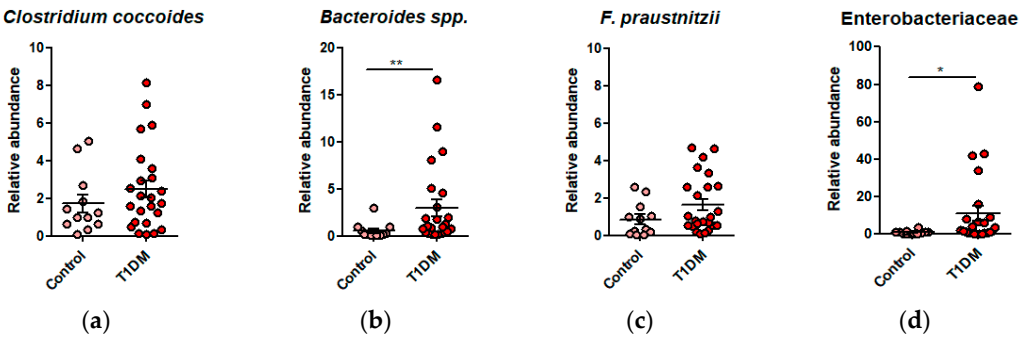 Clostridium coccoides
Relative abundance
10
8
6
4
2
0
Control
T1DM
(a)
Bacteroides spp.
Relative abundance
20
15
10
5
0
**
Control
T1DM
(b)
F. praustnitzii
Relative abundance
10
8
6
4
2
0
Control
T1DM
(c)
Enterobacteriaceae
Relative abundance
100
80
60
40
20
0
*
Control
T1DM
(d)